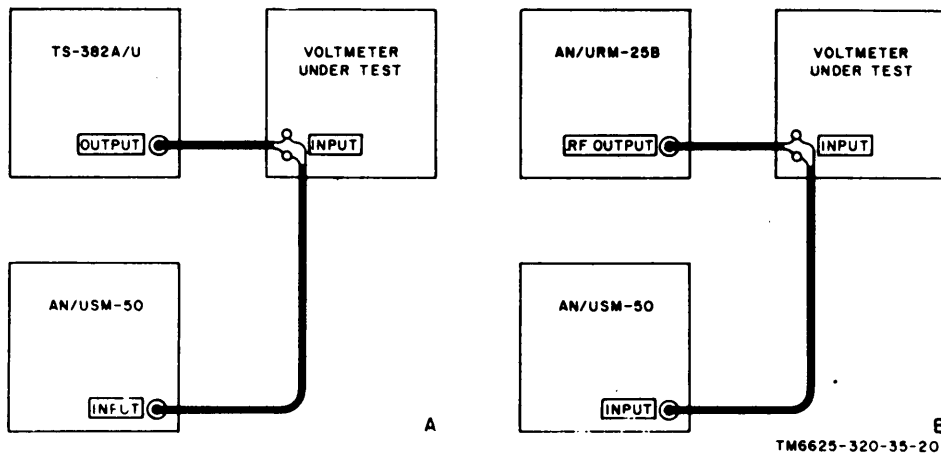 TS-382A/U
VOLTMETER
UNDER TEST
OUTPUT
INPUT
AN/USM-50
INPUT
A
AN/URM-25B
VOLTMETER
UNDER TEST
RF OUTPUT
INPUT
AN/USM-50
INPUT
B
TM6625-320-35-20